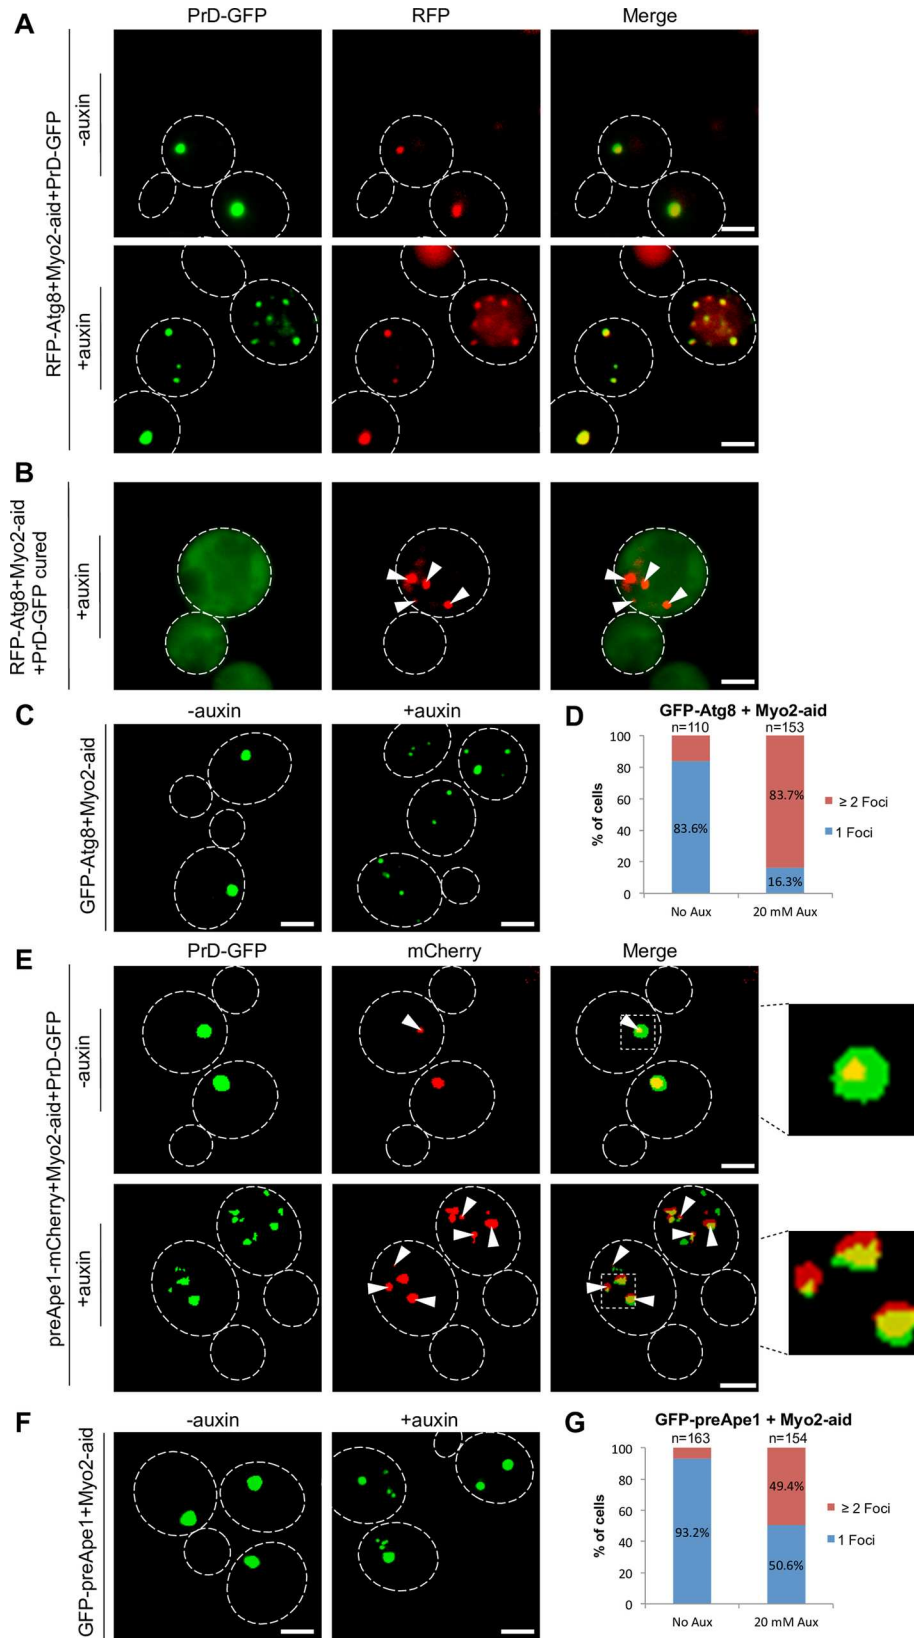 A
PrD-GFP
RFP
Merge
RFP-Atg8+Myo2-aid+PrD-GFP
-auxin
+auxin
B
RFP-Atg8+Myo2-aid
+PrD-GFP cured
+auxin
C
-auxin
+auxin
GFP-Atg8+Myo2-aid
D
GFP-Atg8 + Myo2-aid
n=110
n=153
% of cells
100
80
60
40
20
0
83.6%
83.7%
16.3%
≥ 2 Foci
1 Foci
No Aux
20 mM Aux
E
PrD-GFP
mCherry
Merge
preApe1-mCherry+Myo2-aid+PrD-GFP
-auxin
+auxin
F
-auxin
+auxin
GFP-preApe1+Myo2-aid
G
GFP-preApe1 + Myo2-aid
n=163
n=154
% of cells
100
80
60
40
20
0
93.2%
49.4%
50.6%
≥ 2 Foci
1 Foci
No Aux
20 mM Aux